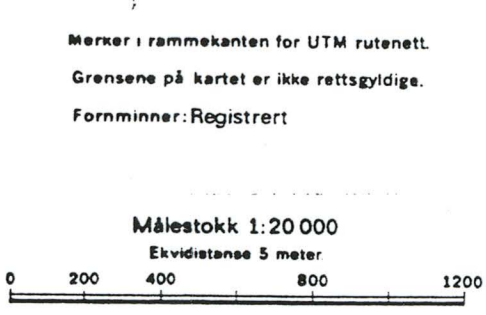 Merker i rammekanten for UTM rutenett.
Grensene på kartet er ikke rettsgyldige.
Fornminner: Registrert
Målestokk 1:20 000
Ekvidistanse 5 meter
0 200 400 800 1200